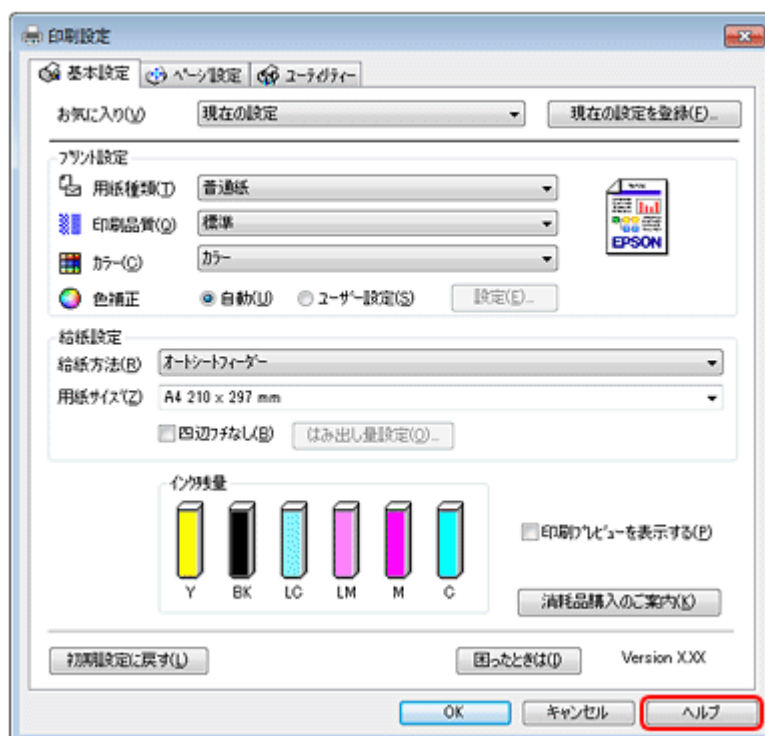 印刷設定
基本設定 ページ設定 ユーティリティー
お気に入り(V) 現在の設定 現在の設定を登録(F)...
プリント設定
用紙種類(T) 普通紙
印刷品質(Q) 標準
カラー(C) カラー
EPSON
色補正 自動(U) ユーザー設定(S) 設定(E)...
給紙設定
給紙方法(R) オートシートフィーダー
用紙サイズ(Z) A4 210 x 297 mm
四辺フチなし(B) はみ出し量設定(O)...
インク残量
印刷プレビューを表示する(P)
Y BK LC LM M C
消耗品購入のご案内(K)
初期設定に戻す(L) 困ったときは(I) Version X.XX
OK キャンセル ヘルプ